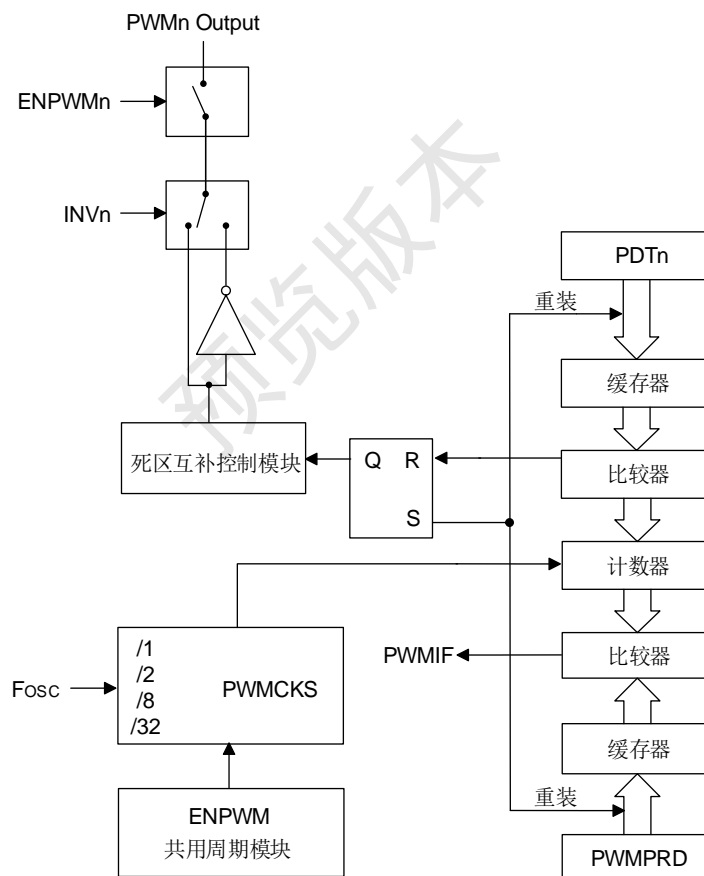 PWMn Output
ENPWMn
INVn
预览版本
PDTn
重装
缓存器
死区互补控制模块
Q R
S
比较器
计数器
/1
/2
/8
/32
PWMCKS
Fosc
PWMIF
比较器
缓存器
ENPWM
共用周期模块
重装
PWMPRD